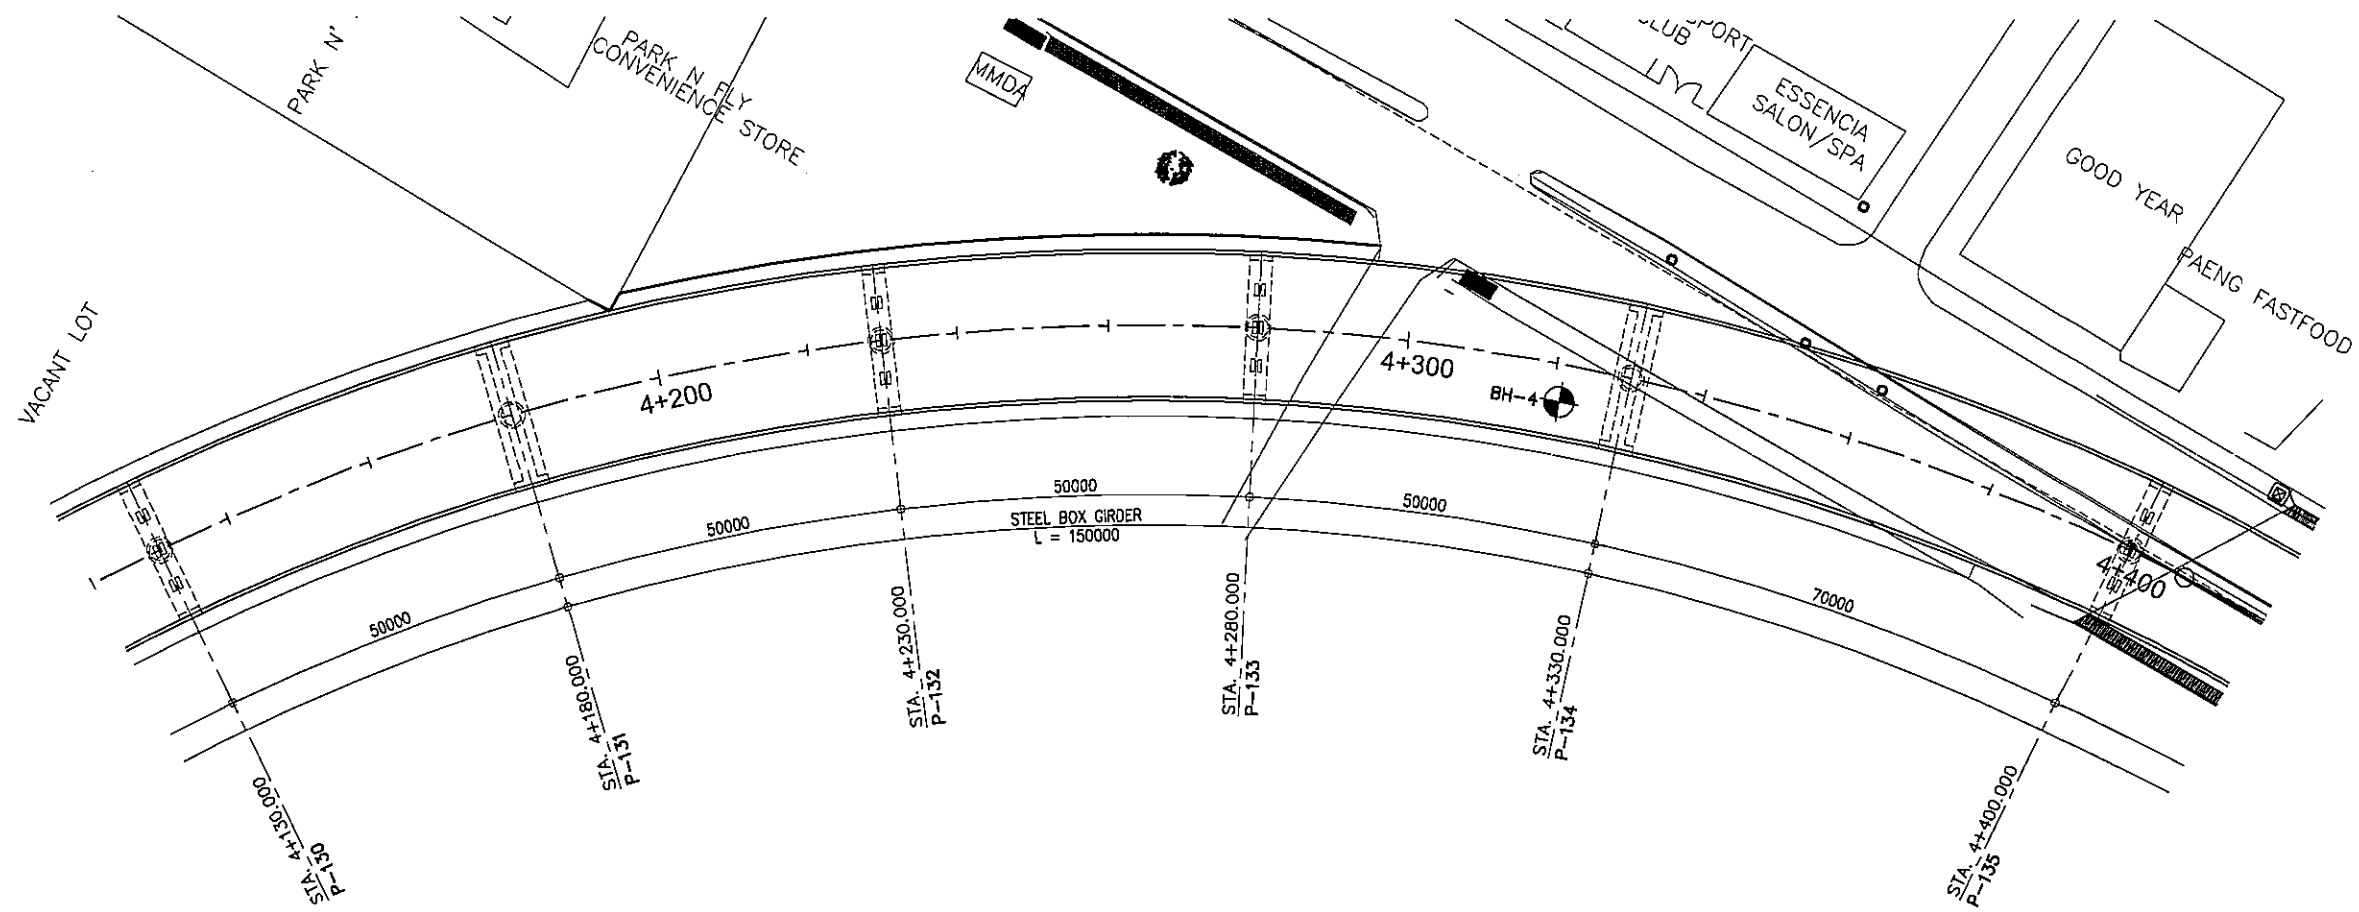 PARK N'
PARK N FLY
CONVENIENCE STORE
MMDA
SPORT
CLUB
ESSENCIA
SALON/SPA
GOOD YEAR
PAENG FASTFOOD
VACANT LOT
4+200
4+300
BH-4
4+400
50000
50000
50000
50000
70000
STEEL BOX GIRDER
L = 150000
STA. 4+130.000
P-130
STA. 4+180.000
P-131
STA. 4+230.000
P-132
STA. 4+280.000
P-133
STA. 4+330.000
P-134
STA. 4+400.000
P-135